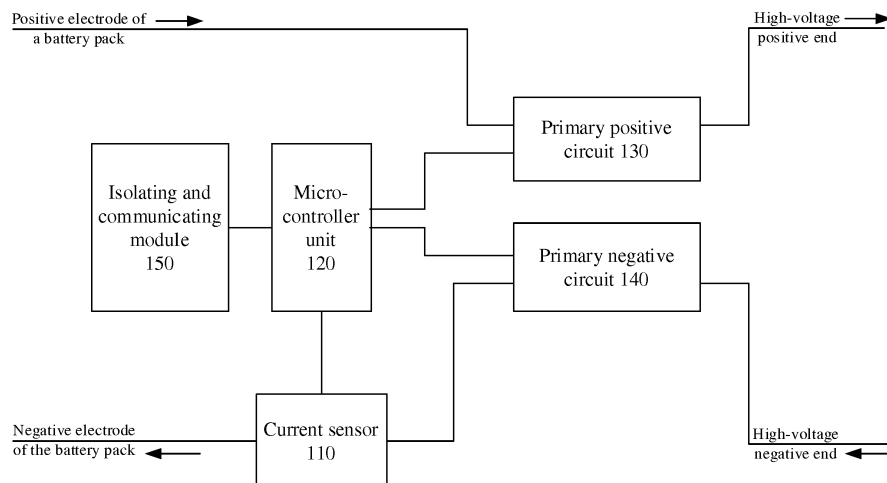 Positive electrode of
a battery pack
High-voltage
positive end
Primary positive
circuit 130
Isolating and
communicating
module
150
Micro-
controller
unit
120
Primary negative
circuit 140
Negative electrode
of the battery pack
Current sensor
110
High-voltage
negative end